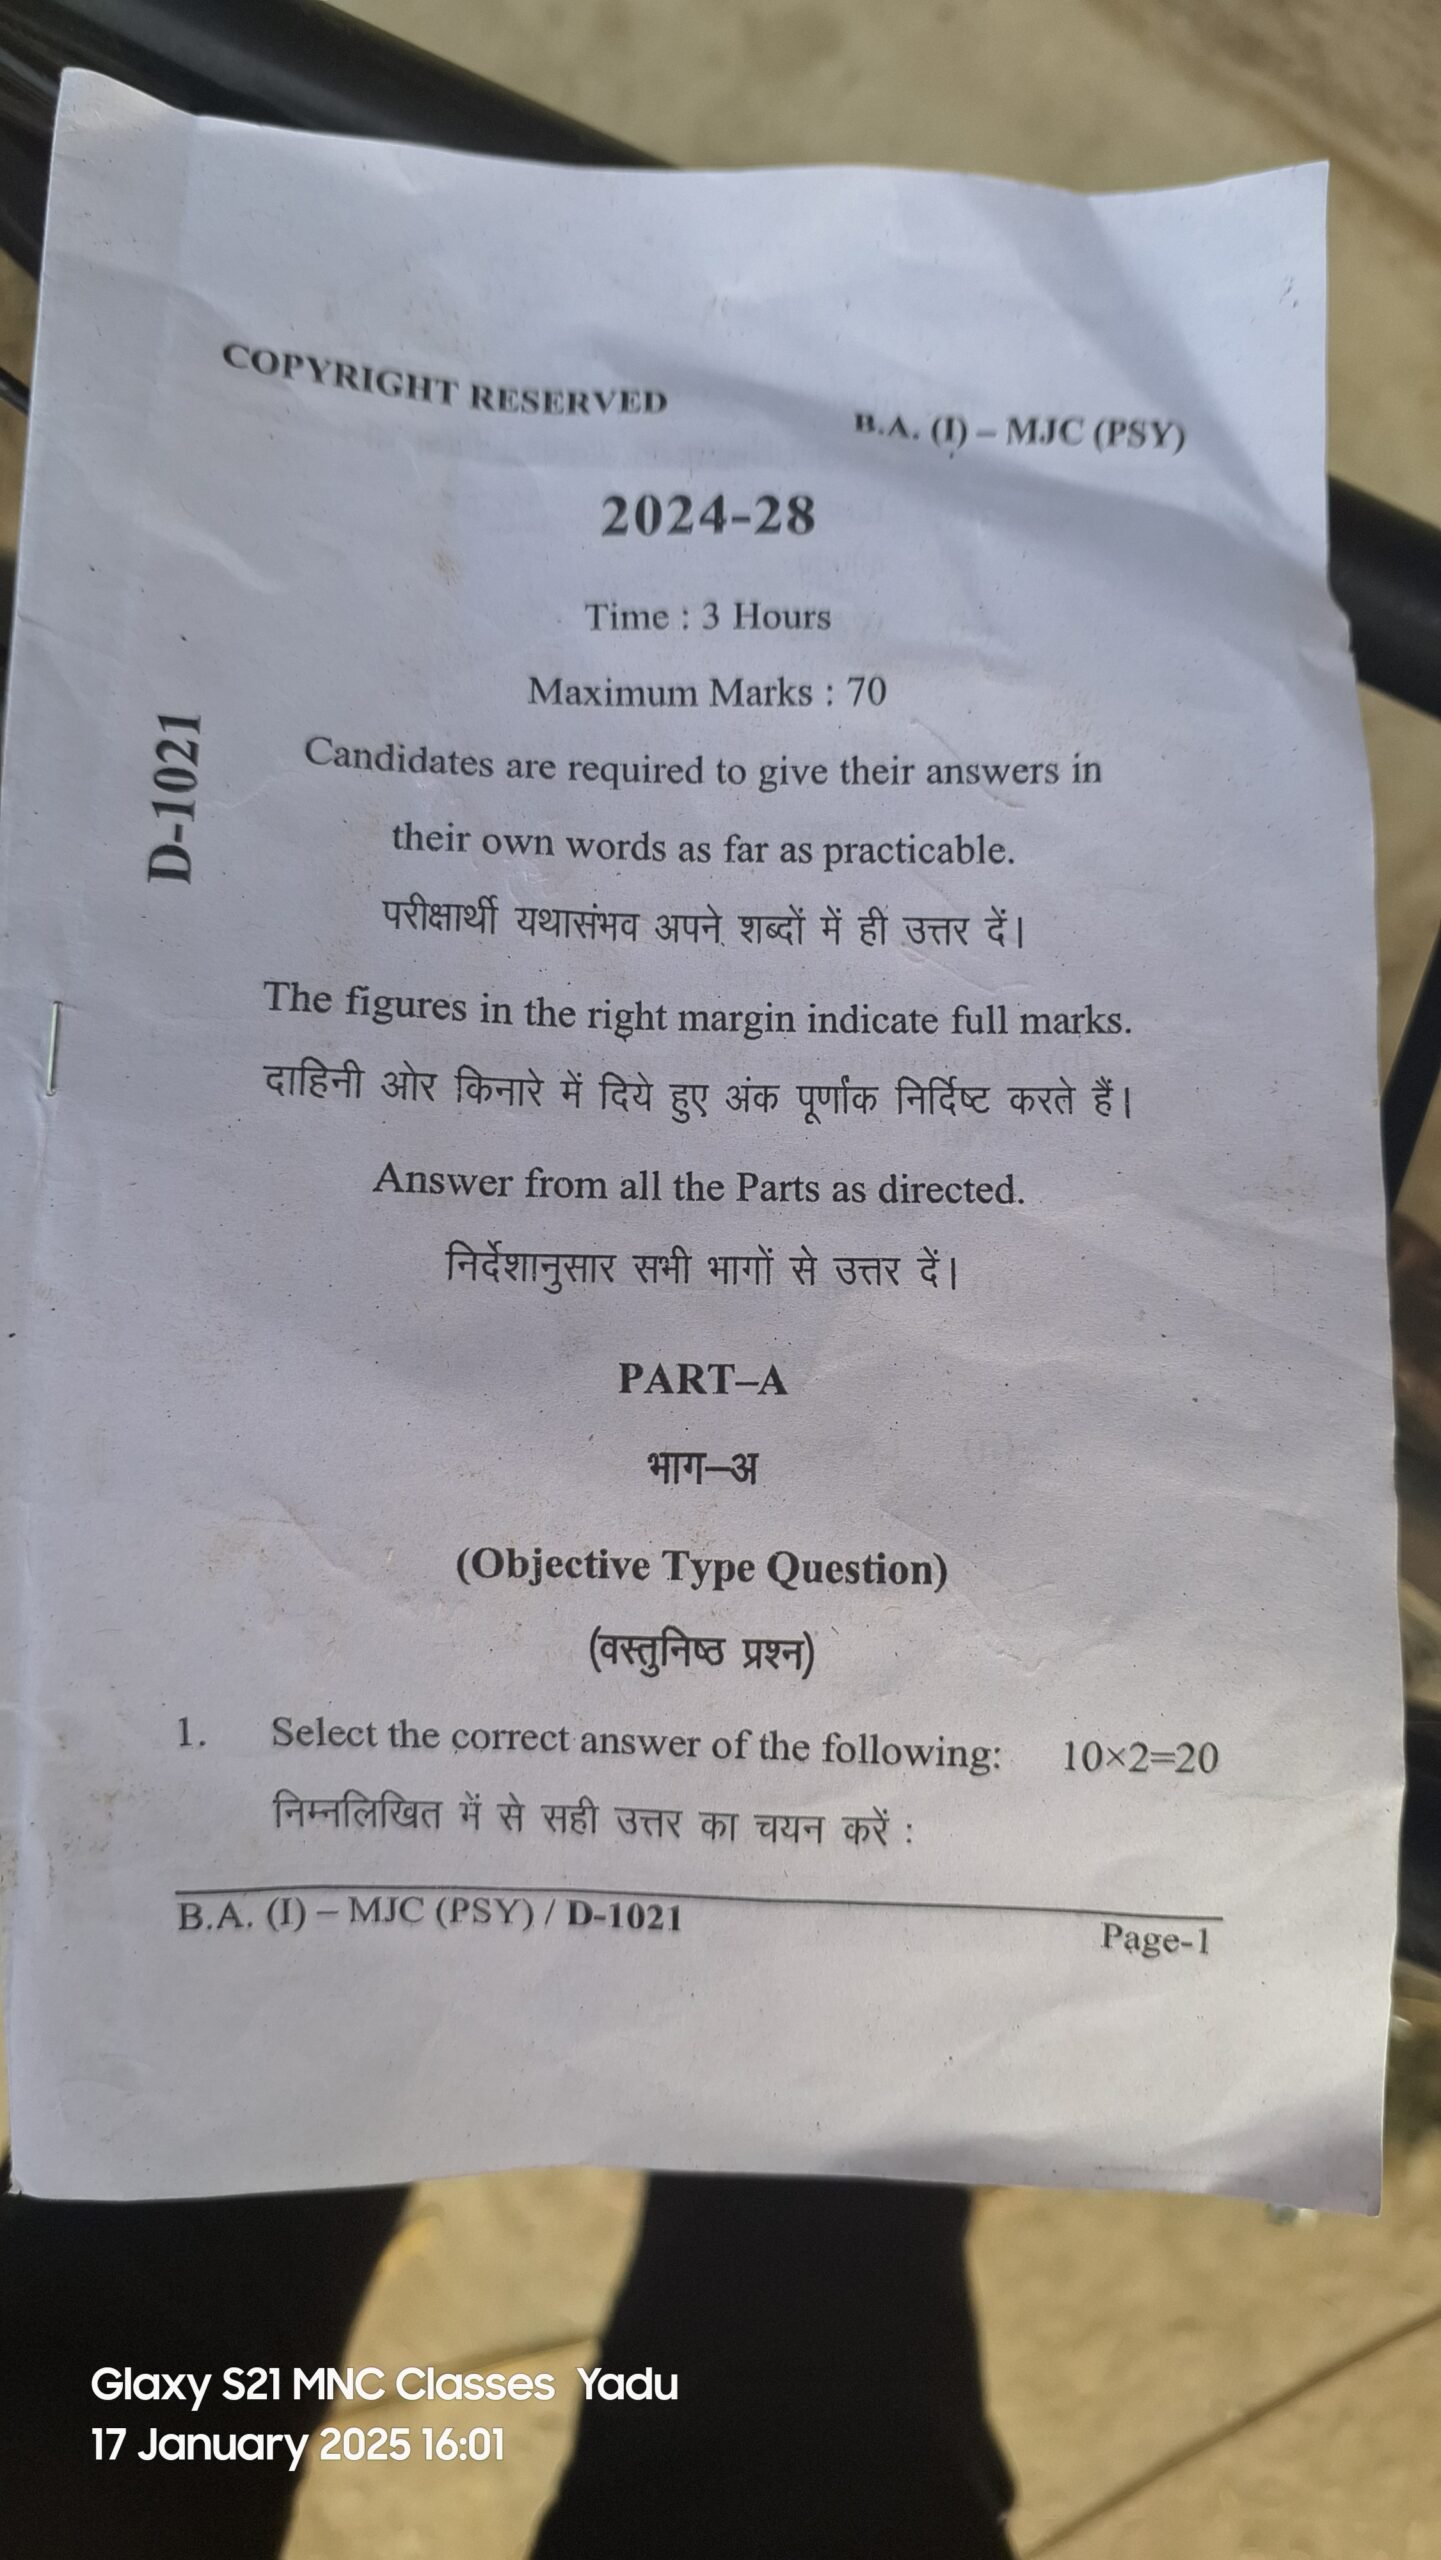 COPYRIGHT RESERVED
B.A. (I) – MJC (PSY)
2024-28
Time : 3 Hours
Maximum Marks : 70
D-1021
Candidates are required to give their answers in
their own words as far as practicable.
परीक्षार्थी यथासंभव अपने शब्दों में ही उत्तर दें।
The figures in the right margin indicate full marks.
दाहिनी ओर किनारे में दिये हुए अंक पूर्णांक निर्दिष्ट करते हैं।
Answer from all the Parts as directed.
निर्देशानुसार सभी भागों से उत्तर दें।
PART–A
भाग–अ
(Objective Type Question)
(वस्तुनिष्ठ प्रश्न)
1. Select the correct answer of the following: 10×2=20
निम्नलिखित में से सही उत्तर का चयन करें :
B.A. (I) – MJC (PSY) / D-1021
Page-1
Glaxy S21 MNC Classes Yadu
17 January 2025 16:01